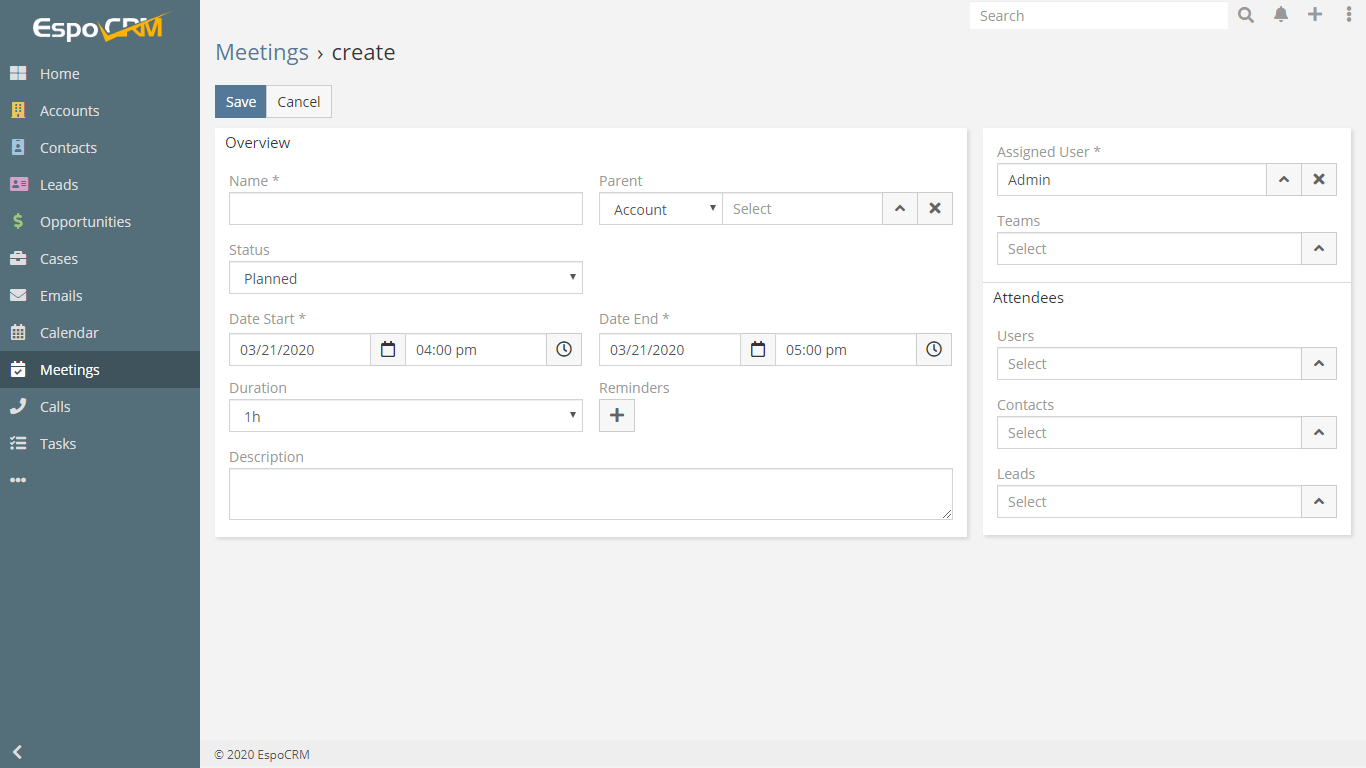 EspoCRM
Home
Accounts
Contacts
Leads
Opportunities
Cases
Emails
Calendar
Meetings
Calls
Tasks
Search
Meetings › create
Save
Cancel
Overview
Name *
Parent
Account
Select
Status
Planned
Date Start *
Date End *
03/21/2020
04:00 pm
03/21/2020
05:00 pm
Duration
Reminders
1h
Description
Assigned User *
Admin
Teams
Select
Attendees
Users
Select
Contacts
Select
Leads
Select
© 2020 EspoCRM